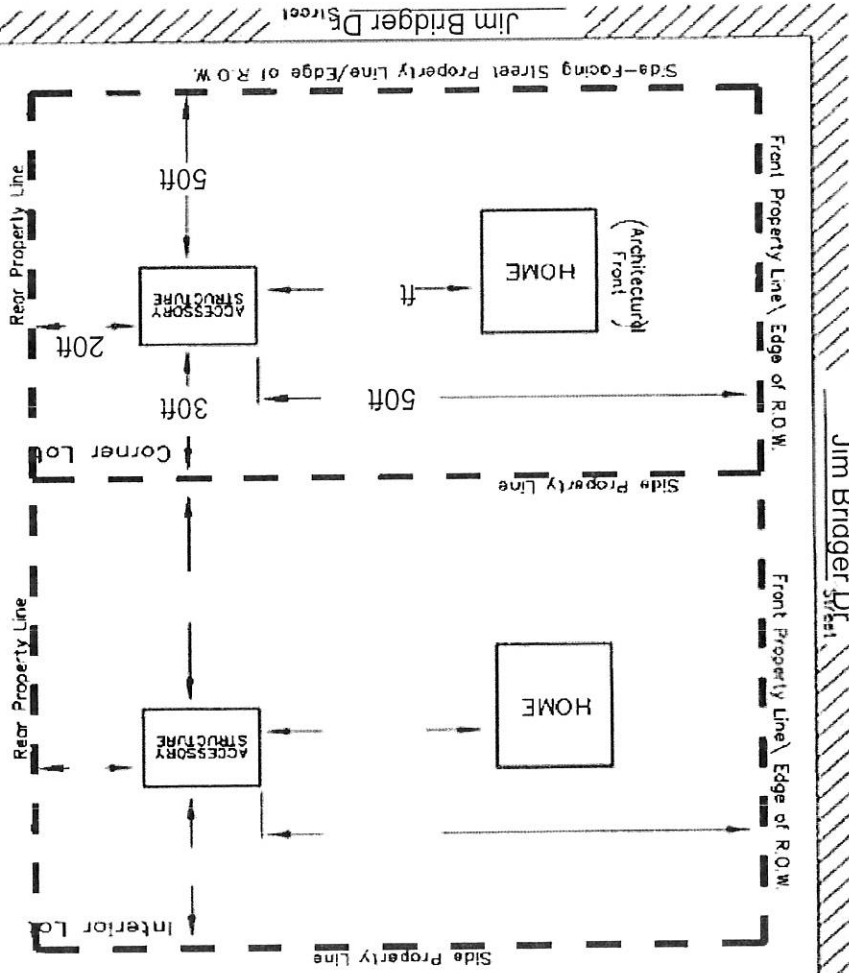 Side Property Line
Interior Lot
Front Property Line\ Edge of R.O.W.
Rear Property Line
HOME
ACCESSORY
STRUCTURE
Jim Bridger Dr.
Street
Side Property Line
Corner Lot
50ft
30ft
20ft
Front Property Line\ Edge of R.O.W.
(Architectural
Front)
HOME
ft
ACCESSORY
STRUCTURE
Rear Property Line
50ft
Side-Facing Street Property Line/Edge of R.O.W.
Jim Bridger Dr
Street